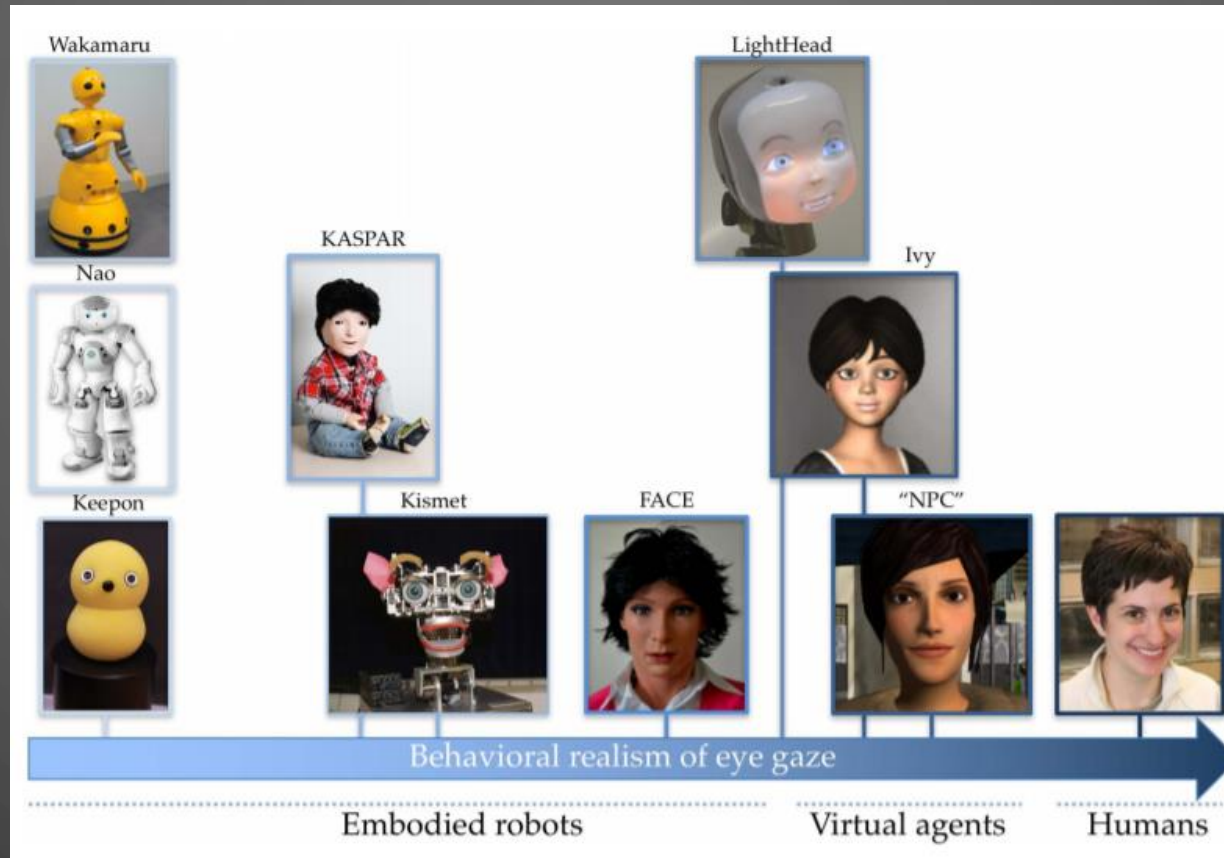 Wakamaru
LightHead
KASPAR
Ivy
Nao
Keepon
Kismet
FACE
“NPC”
Behavioral realism of eye gaze
Embodied robots
Virtual agents
Humans